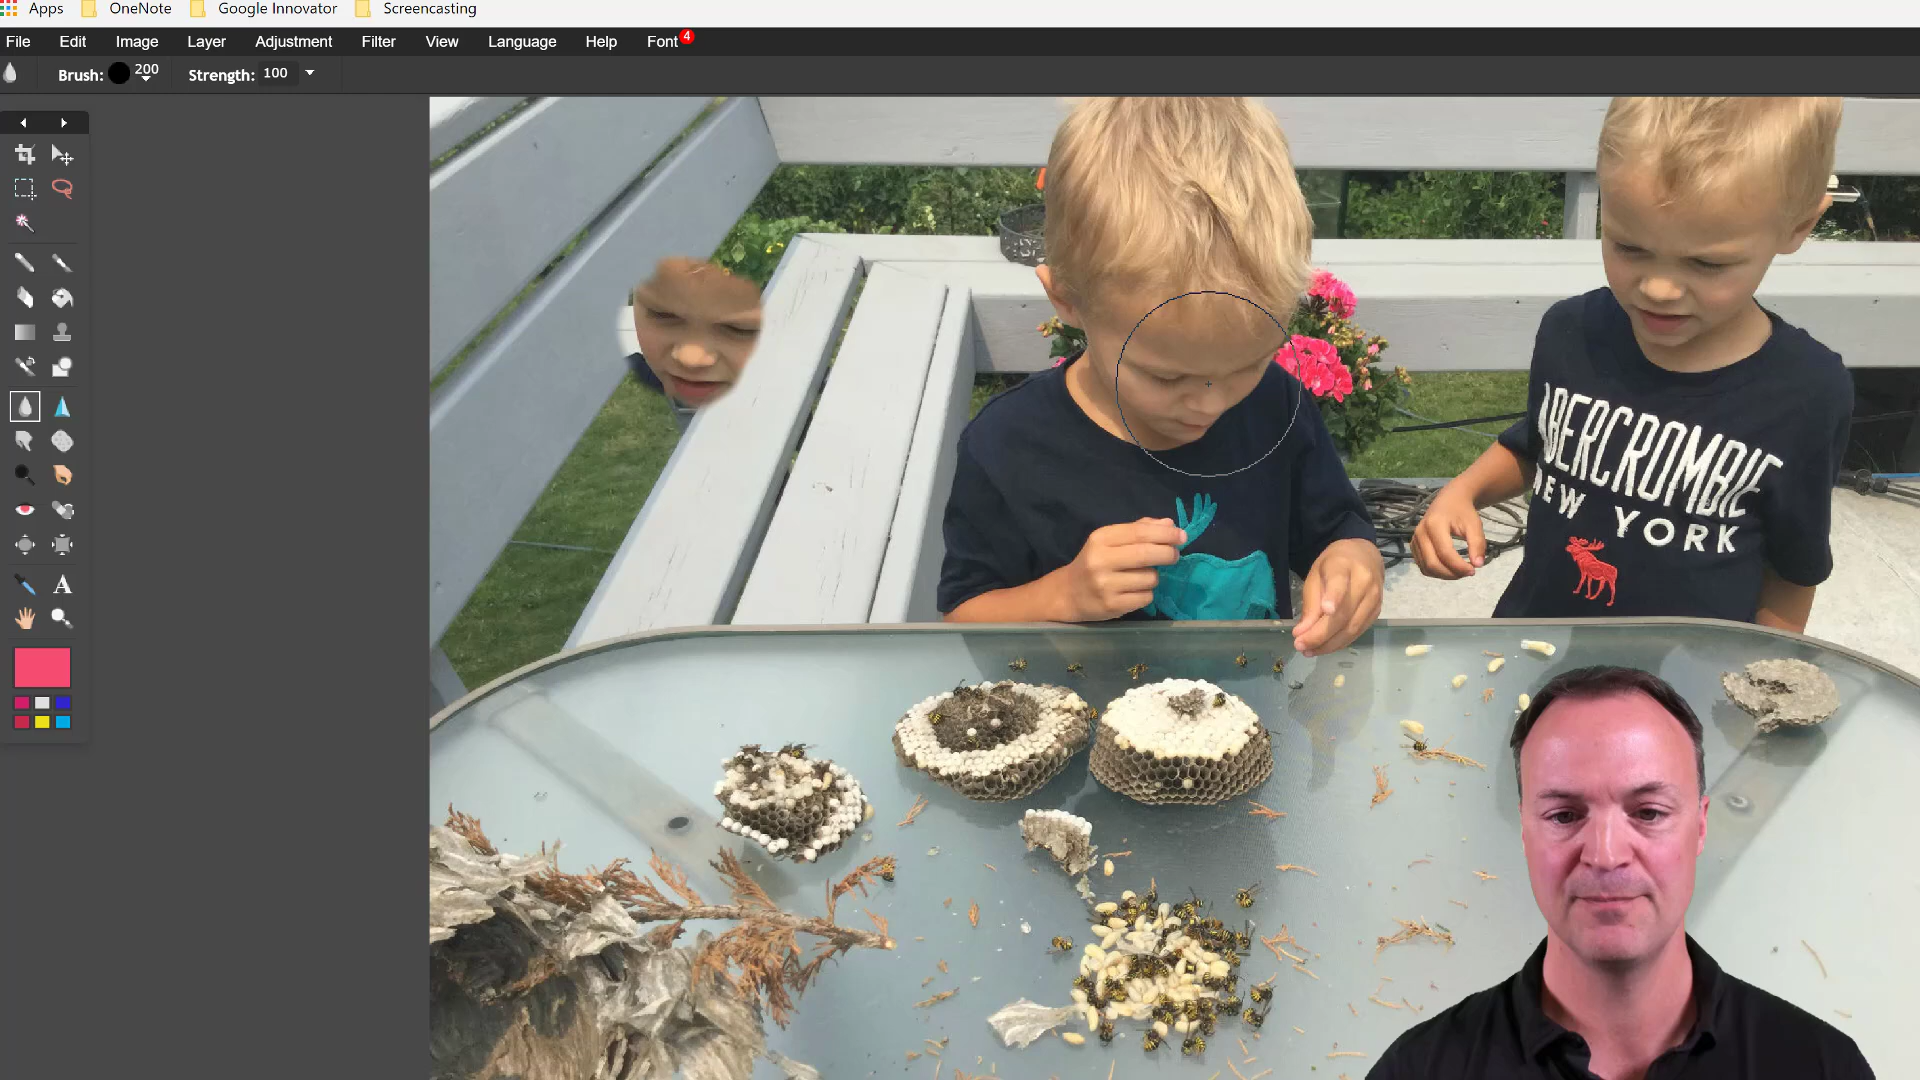 Apps OneNote Google Innovator Screencasting
File Edit Image Layer Adjustment Filter View Language Help Font 4
Brush: 200 Strength: 100
A
ABERCROMBIE
NEW YORK